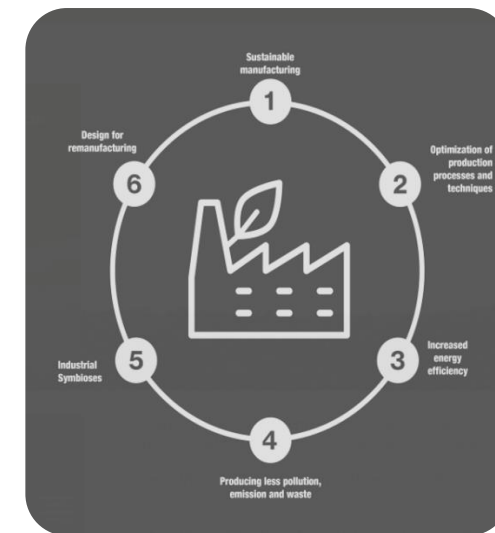 Sustainable
manufacturing
1
Optimization of
production
processes and
techniques
2
Increased
energy
efficiency
3
4
Producing less pollution,
emission and waste
Industrial
Symbioses
5
Design for
remanufacturing
6